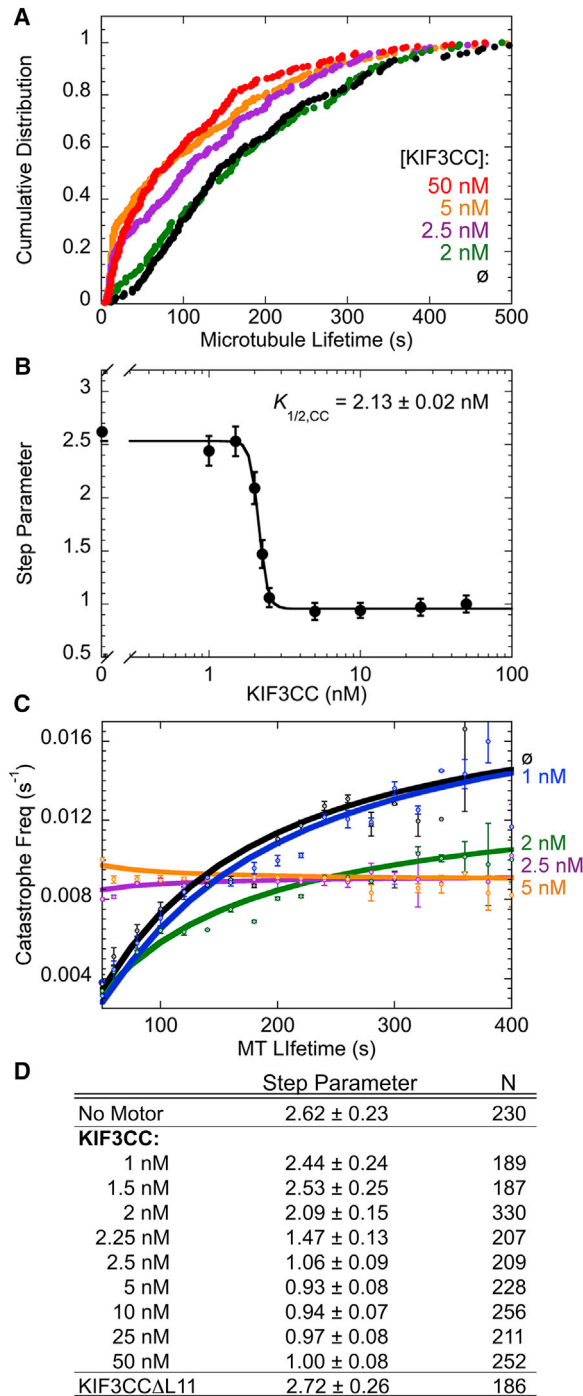 A
Cumulative Distribution
1
0.8
0.6
0.4
0.2
0
[KIF3CC]:
50 nM
5 nM
2.5 nM
2 nM
ø
0 100 200 300 400 500
Microtubule Lifetime (s)
B
Step Parameter
3
2.5
2
1.5
1
0.5
K1/2,CC = 2.13 ± 0.02 nM
0 1 10 100
KIF3CC (nM)
C
Catastrophe Freq (s-1)
0.016
0.012
0.008
0.004
ø
1 nM
2 nM
2.5 nM
5 nM
100 200 300 400
MT LIfetime (s)
D
Step Parameter N
No Motor 2.62 ± 0.23 230
KIF3CC:
1 nM 2.44 ± 0.24 189
1.5 nM 2.53 ± 0.25 187
2 nM 2.09 ± 0.15 330
2.25 nM 1.47 ± 0.13 207
2.5 nM 1.06 ± 0.09 209
5 nM 0.93 ± 0.08 228
10 nM 0.94 ± 0.07 256
25 nM 0.97 ± 0.08 211
50 nM 1.00 ± 0.08 252
KIF3CCΔL11 2.72 ± 0.26 186